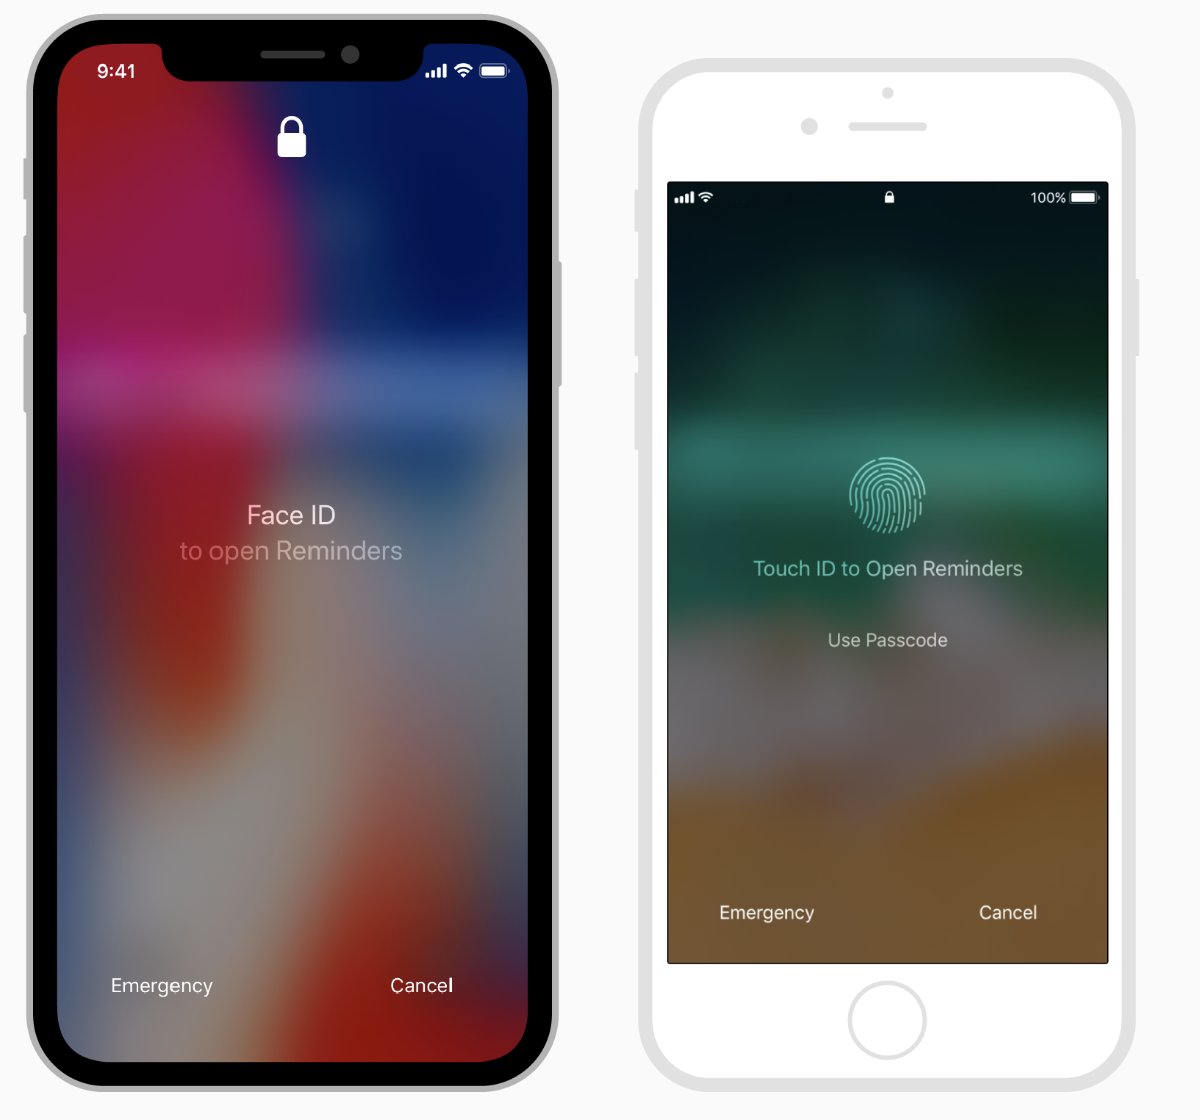 9:41
Face ID
to open Reminders
Emergency
Cancel
100%
Touch ID to Open Reminders
Use Passcode
Emergency
Cancel